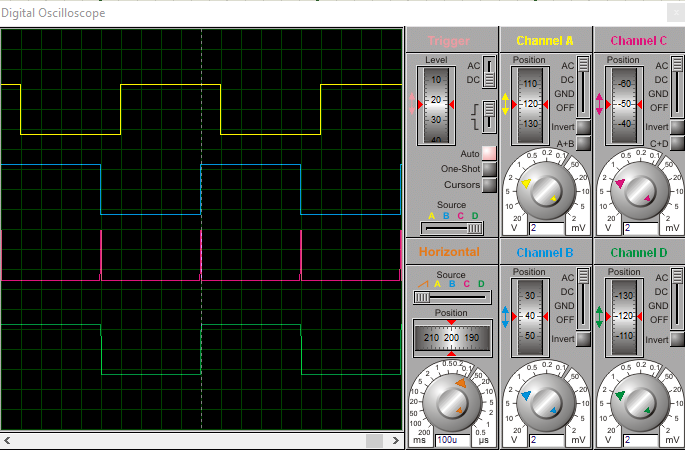 Digital Oscilloscope
Trigger
Level
AC
DC
10
20
30
40
Auto
One-Shot
Cursors
Source
A B C D
Channel A
Position
AC
DC
GND
OFF
110
120
130
Invert
A+B
0.5 0.2 0.1
1 50
2 20
5 10
10 5
20 2
V 2 mV
Channel C
Position
AC
DC
GND
OFF
-60
-50
-40
Invert
C+D
0.5 0.2 0.1
1 50
2 20
5 10
10 5
20 2
V 2 mV
Horizontal
Source
A B C D
Position
210 200 190
1 0.5 0.2 0.1
2 50
5 20
10 10
20 5
50 2
100 1
200 0.5
ms 100u µs
Channel B
Position
AC
DC
GND
OFF
30
40
50
Invert
0.5 0.2 0.1
1 50
2 20
5 10
10 5
20 2
V 2 mV
Channel D
Position
AC
DC
GND
OFF
-130
-120
-110
Invert
0.5 0.2 0.1
1 50
2 20
5 10
10 5
20 2
V 2 mV